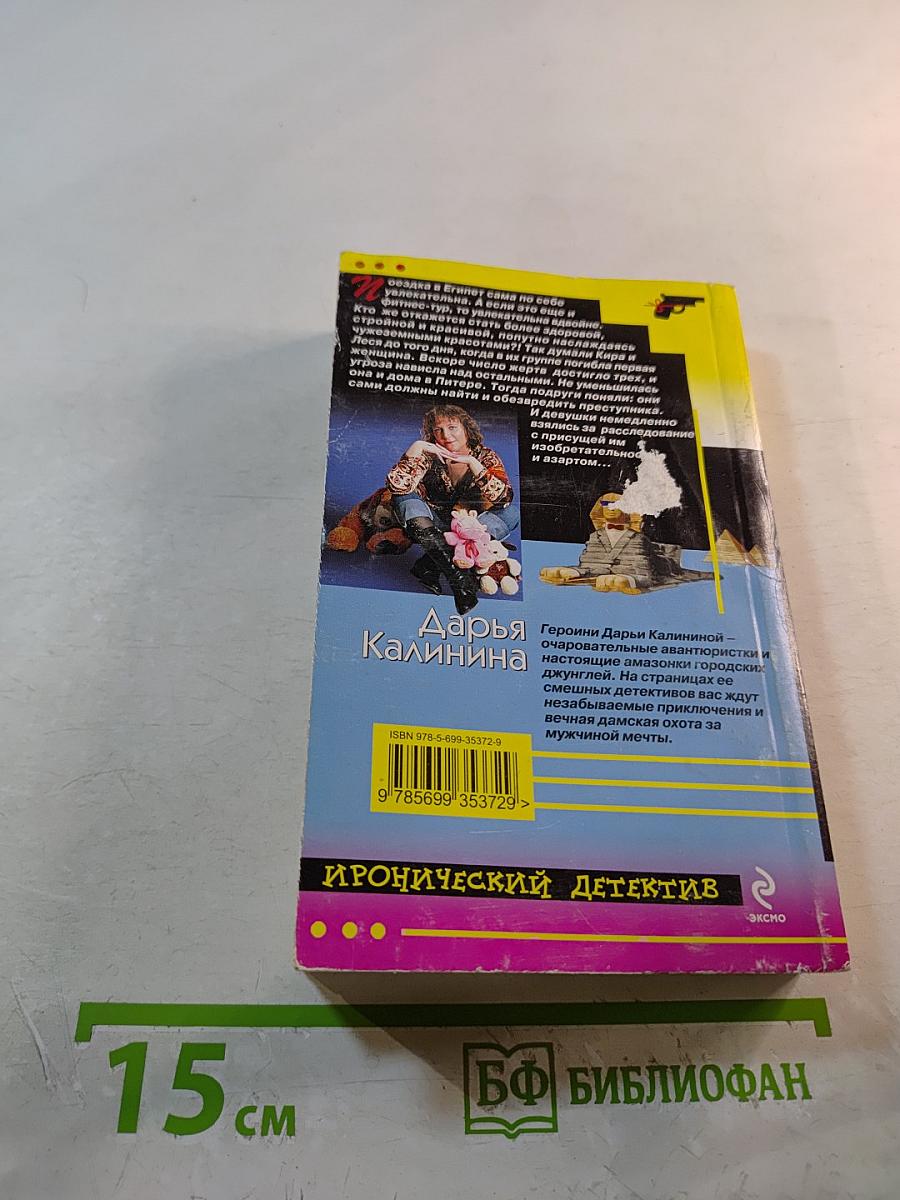 Поездка в Египет сама по себе
увлекательна. А если это еще и
фитнес-тур, то увлекательна вдвойне.
Кто же откажется стать более здоровой,
стройной и красивой, попутно наслаждаясь
чужеземными красотами?! Так думали Кира и
Леся до того дня, когда в их группе погибла первая
женщина. Вскоре число жертв достигло трех, и
угроза нависла над остальными. Не уменьшилась
она и дома в Питере. Тогда подруги поняли: они
сами должны найти и обезвредить преступника.
И девушки немедленно
взялись за расследование
с присущей им
изобретательнос
и азартом...
Дарья
Калинина
Героини Дарьи Калининой –
очаровательные авантюристки и
настоящие амазонки городских
джунглей. На страницах ее
смешных детективов вас ждут
незабываемые приключения и
вечная дамская охота за
мужчиной мечты.
ISBN 978-5-699-35372-9
9 785699 353729 >
ИРОНИЧЕСКИЙ ДЕТЕКТИВ
ЭКСМО
15 см
БФ БИБЛИОФАН